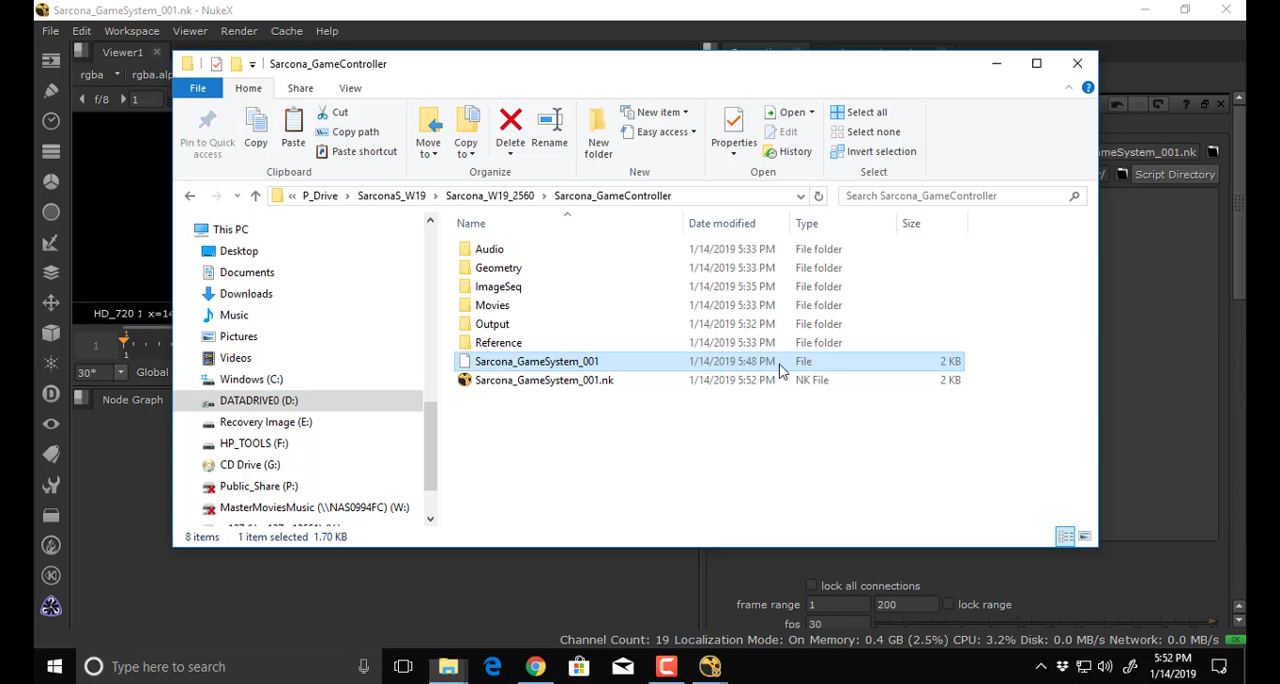 Sarcona_GameSystem_001.nk - NukeX
File Edit Workspace Viewer Render Cache Help
Viewer1
rgba rgba.alp
f/8 1
HD_720 1 x=14
1 1
1
30* Global
Node Graph
Sarcona_GameController
File Home Share View
Pin to Quick access
Copy
Paste
Cut
Copy path
Paste shortcut
Clipboard
Move to
Copy to
Delete
Rename
Organize
New folder
New item
Easy access
New
Properties
Open
Edit
History
Open
Select all
Select none
Invert selection
Select
« P_Drive > SarconaS_W19 > Sarcona_W19_2560 > Sarcona_GameController
Search Sarcona_GameController
This PC
Desktop
Documents
Downloads
Music
Pictures
Videos
Windows (C:)
DATADRIVE0 (D:)
Recovery Image (E:)
HP_TOOLS (F:)
CD Drive (G:)
Public_Share (P:)
MasterMoviesMusic (\\NAS0994FC) (W:)
Name Date modified Type Size
Audio 1/14/2019 5:33 PM File folder
Geometry 1/14/2019 5:33 PM File folder
ImageSeq 1/14/2019 5:35 PM File folder
Movies 1/14/2019 5:33 PM File folder
Output 1/14/2019 5:32 PM File folder
Reference 1/14/2019 5:33 PM File folder
Sarcona_GameSystem_001 1/14/2019 5:48 PM File 2 KB
Sarcona_GameSystem_001.nk 1/14/2019 5:52 PM NK File 2 KB
8 items 1 item selected 1.70 KB
meSystem_001.nk
/ Script Directory
lock all connections
frame range 1 200 lock range
fps 30
Channel Count: 19 Localization Mode: On Memory: 0.4 GB (2.5%) CPU: 3.2% Disk: 0.0 MB/s Network: 0.0 MB/s OK
Type here to search
5:52 PM
1/14/2019